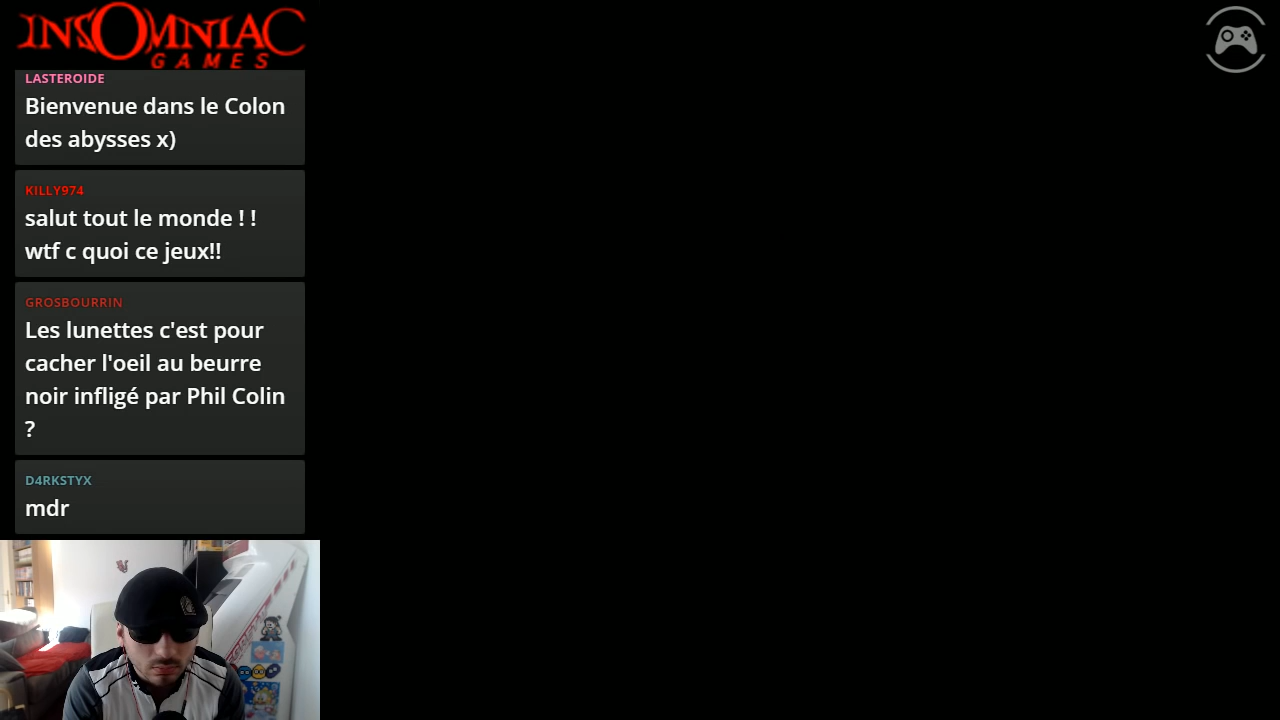 INSOMNIAC
GAMES
LASTEROIDE
Bienvenue dans le Colon
des abysses x)
KILLY974
salut tout le monde ! !
wtf c quoi ce jeux!!
GROSBOURRIN
Les lunettes c'est pour
cacher l'oeil au beurre
noir infligé par Phil Colin
?
D4RKSTYX
mdr